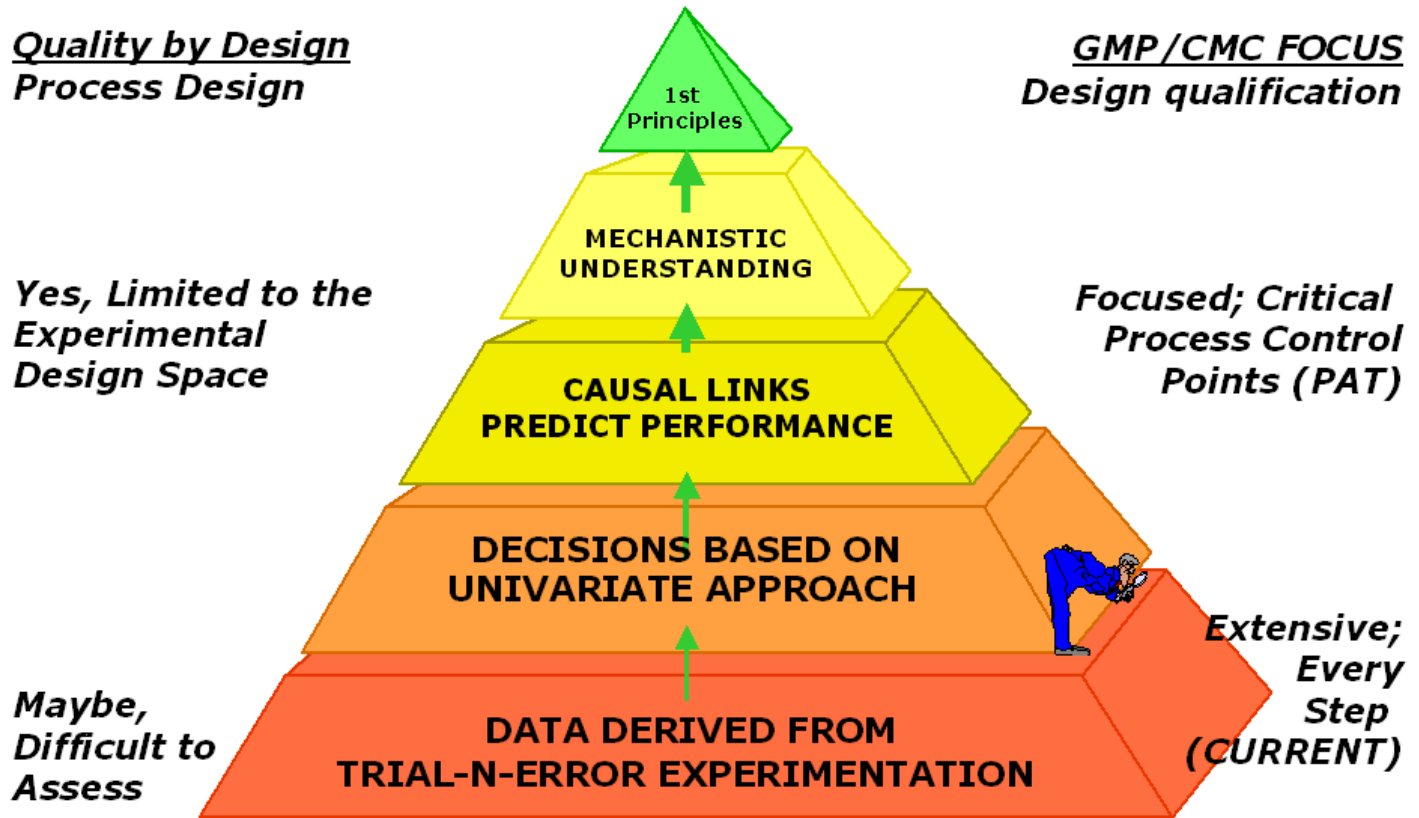 Quality by Design
Process Design
GMP/CMC FOCUS
Design qualification
1st
Principles
MECHANISTIC
UNDERSTANDING
Yes, Limited to the
Experimental
Design Space
Focused; Critical
Process Control
Points (PAT)
CAUSAL LINKS
PREDICT PERFORMANCE
DECISIONS BASED ON
UNIVARIATE APPROACH
Maybe,
Difficult to
Assess
DATA DERIVED FROM
TRIAL-N-ERROR EXPERIMENTATION
Extensive;
Every
Step
(CURRENT)